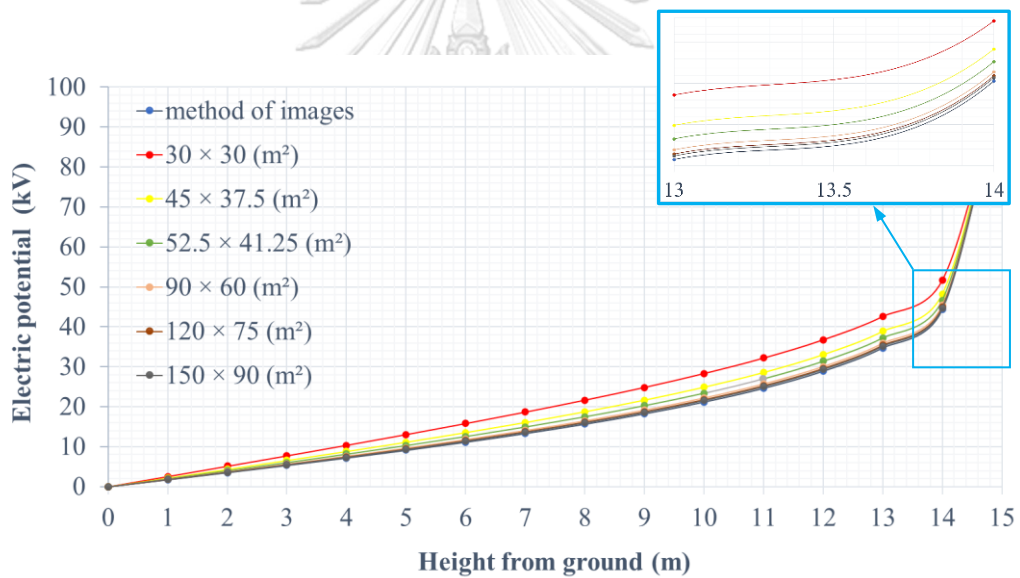 100
90
80
70
60
50
40
30
20
10
0
Electric potential (kV)
method of images
30 × 30 (m²)
45 × 37.5 (m²)
52.5 × 41.25 (m²)
90 × 60 (m²)
120 × 75 (m²)
150 × 90 (m²)
13 13.5 14
0 1 2 3 4 5 6 7 8 9 10 11 12 13 14 15
Height from ground (m)